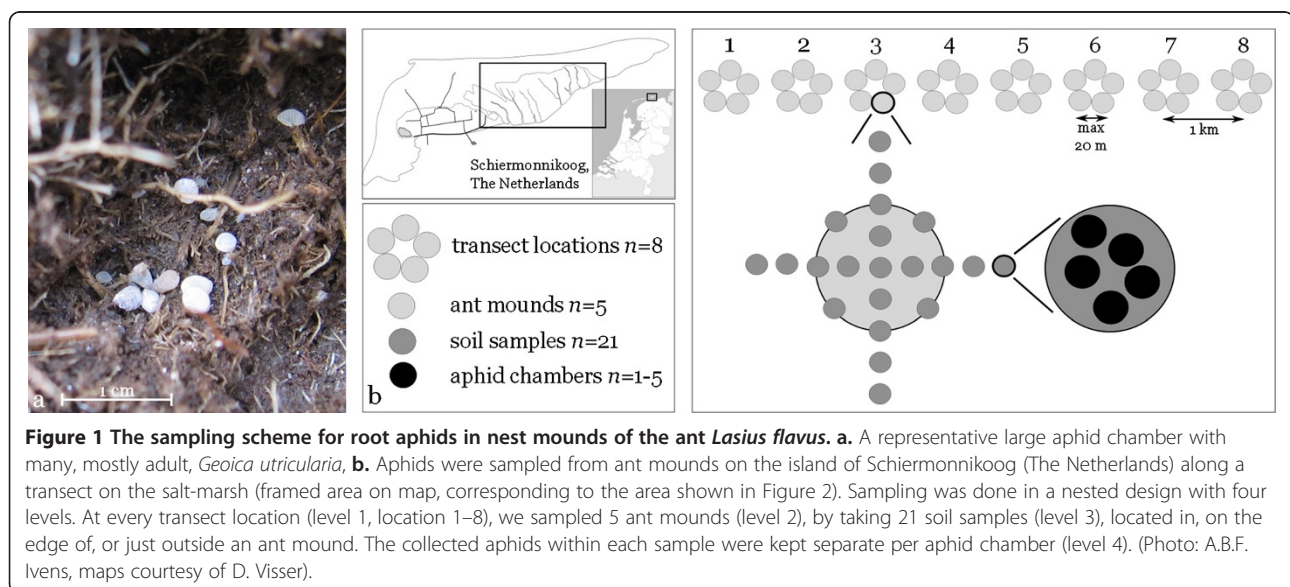 a
1 cm
Schiermonnikoog,
The Netherlands
transect locations n=8
ant mounds n=5
soil samples n=21
aphid chambers n=1-5
b
1 2 3 4 5 6 7 8
max
20 m
1 km
Figure 1 The sampling scheme for root aphids in nest mounds of the ant Lasius flavus. a. A representative large aphid chamber with
many, mostly adult, Geoica utricularia, b. Aphids were sampled from ant mounds on the island of Schiermonnikoog (The Netherlands) along a
transect on the salt-marsh (framed area on map, corresponding to the area shown in Figure 2). Sampling was done in a nested design with four
levels. At every transect location (level 1, location 1–8), we sampled 5 ant mounds (level 2), by taking 21 soil samples (level 3), located in, on the
edge of, or just outside an ant mound. The collected aphids within each sample were kept separate per aphid chamber (level 4). (Photo: A.B.F.
Ivens, maps courtesy of D. Visser).